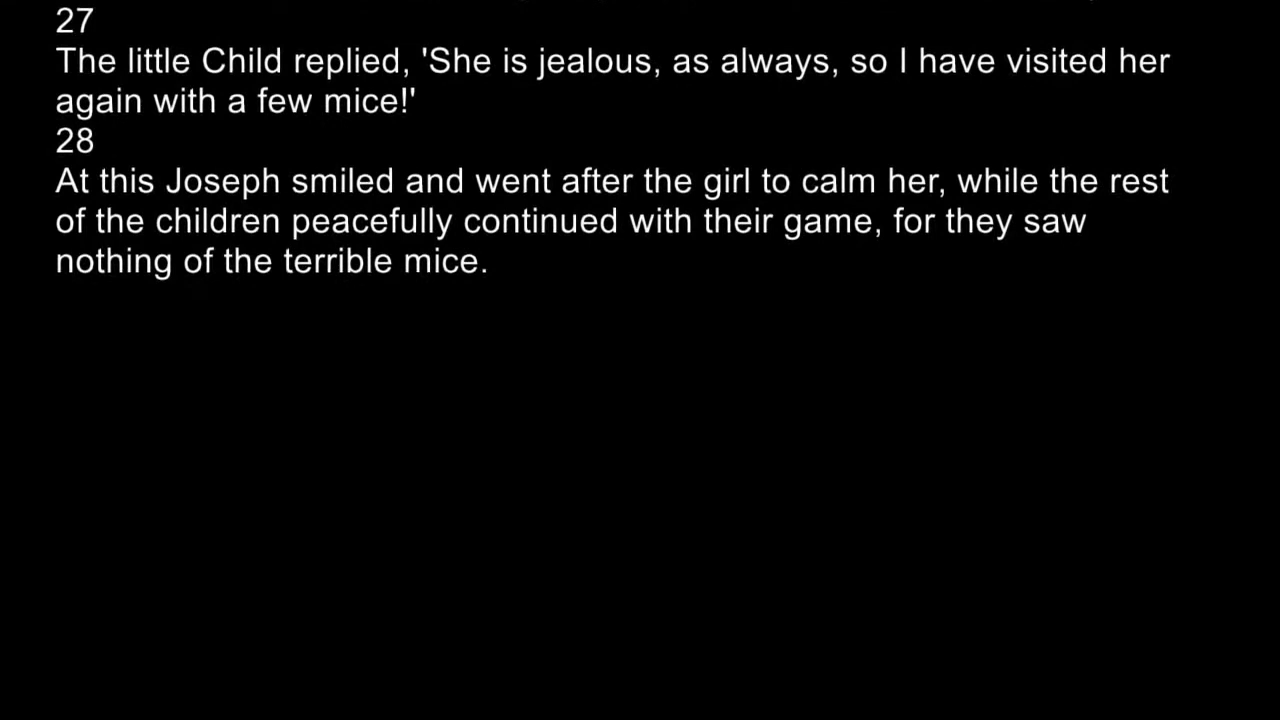 27
The little Child replied, 'She is jealous, as always, so I have visited her
again with a few mice!'
28
At this Joseph smiled and went after the girl to calm her, while the rest
of the children peacefully continued with their game, for they saw
nothing of the terrible mice.